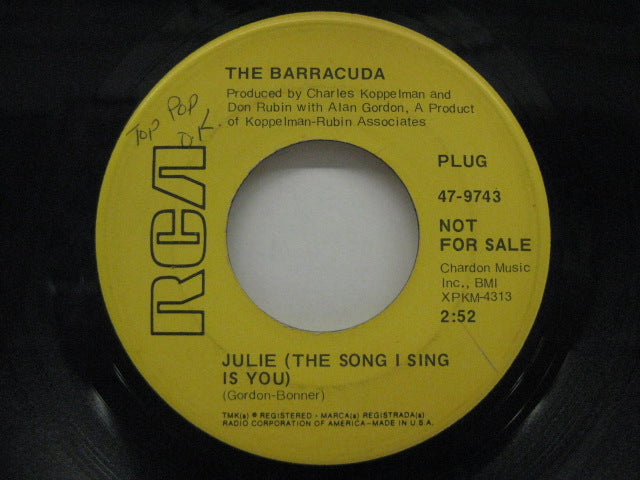 THE BARRACUDA
Produced by Charles Koppelman and
Don Rubin with Alan Gordon, A Product
of Koppelman-Rubin Associates
Top Pop
D.K.
RCA
PLUG
47-9743
NOT
FOR SALE
Chardon Music
Inc., BMI
XPKM-4313
2:52
JULIE (THE SONG I SING
IS YOU)
(Gordon-Bonner)
TMK(s) ® REGISTERED • MARCA(s) REGISTRADA(s)
RADIO CORPORATION OF AMERICA—MADE IN U.S.A.